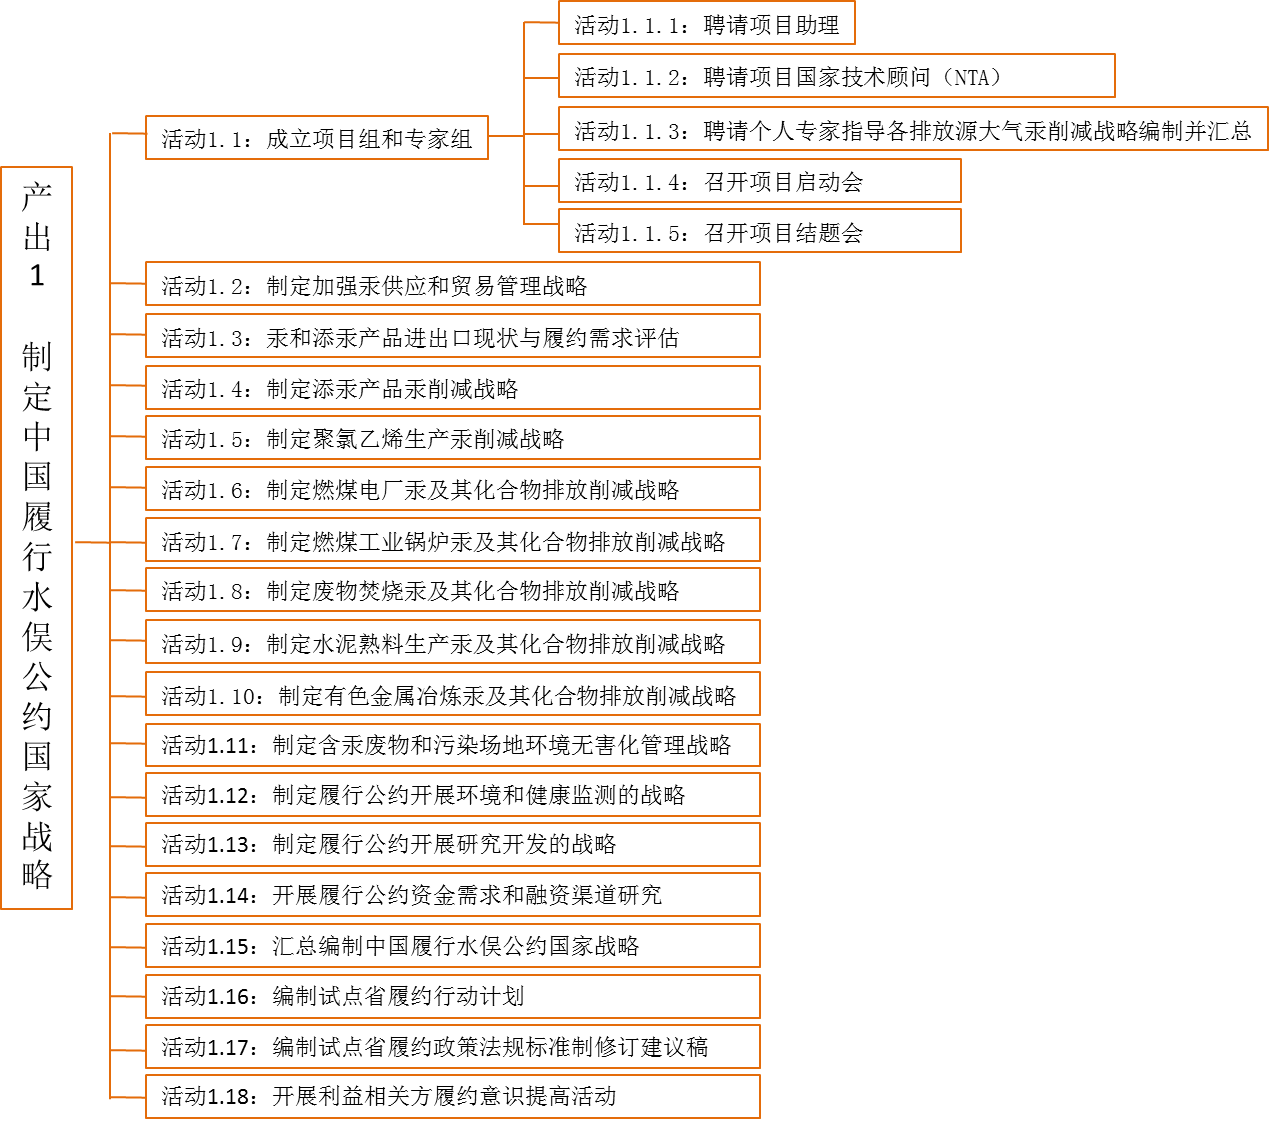 产出1 制定中国履行水俣公约国家战略
活动1.1：成立项目组和专家组
活动1.1.1：聘请项目助理
活动1.1.2：聘请项目国家技术顾问（NTA）
活动1.1.3：聘请个人专家指导各排放源大气汞削减战略编制并汇总
活动1.1.4：召开项目启动会
活动1.1.5：召开项目结题会
活动1.2：制定加强汞供应和贸易管理战略
活动1.3：汞和添汞产品进出口现状与履约需求评估
活动1.4：制定添汞产品汞削减战略
活动1.5：制定聚氯乙烯生产汞削减战略
活动1.6：制定燃煤电厂汞及其化合物排放削减战略
活动1.7：制定燃煤工业锅炉汞及其化合物排放削减战略
活动1.8：制定废物焚烧汞及其化合物排放削减战略
活动1.9：制定水泥熟料生产汞及其化合物排放削减战略
活动1.10：制定有色金属冶炼汞及其化合物排放削减战略
活动1.11：制定含汞废物和污染场地环境无害化管理战略
活动1.12：制定履行公约开展环境和健康监测的战略
活动1.13：制定履行公约开展研究开发的战略
活动1.14：开展履行公约资金需求和融资渠道研究
活动1.15：汇总编制中国履行水俣公约国家战略
活动1.16：编制试点省履约行动计划
活动1.17：编制试点省履约政策法规标准制修订建议稿
活动1.18：开展利益相关方履约意识提高活动